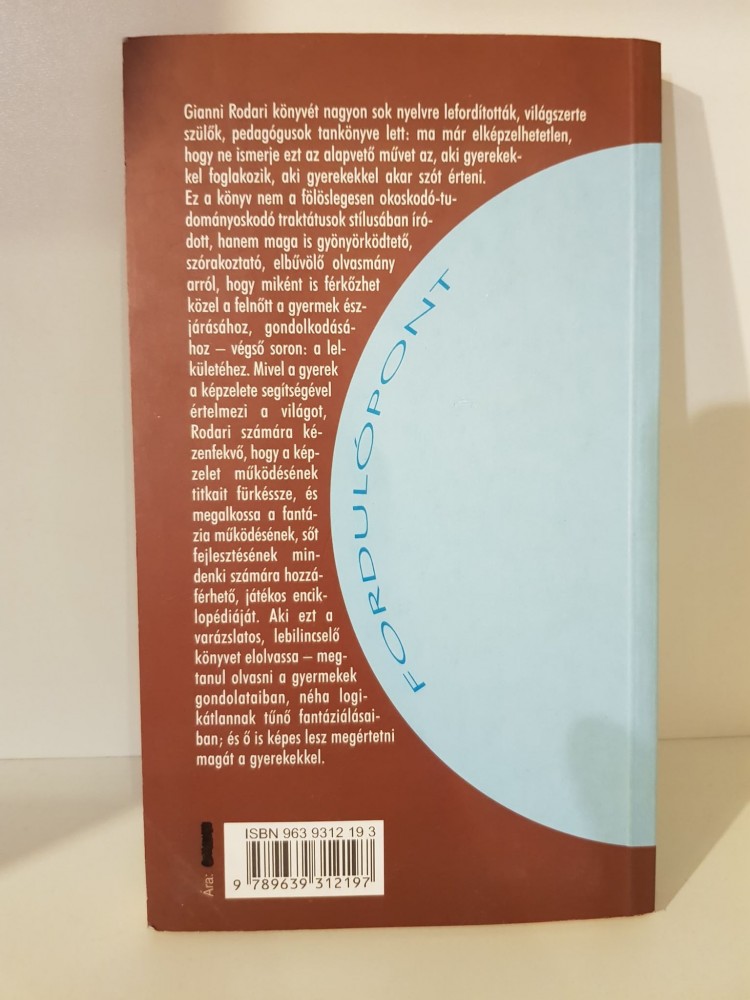 Gianni Rodari könyvét nagyon sok nyelvre lefordították, világszerte
szülők, pedagógusok tankönyve lett: ma már elképzelhetetlen,
hogy ne ismerje ezt az alapvető művet az, aki gyerekek-
kel foglakozik, aki gyerekekkel akar szót érteni.
Ez a könyv nem a fölöslegesen okoskodó-tu-
dományoskodó traktátusok stílusában író-
dott, hanem maga is gyönyörködtető,
szórakoztató, elbűvölő olvasmány
arról, hogy miként is férkőzhet
közel a felnőtt a gyermek ész-
járásához, gondolkodásá-
hoz – végső soron: a lel-
kületéhez. Mivel a gyerek
a képzelete segítségével
értelmezi a világot,
Rodari számára ké-
zenfekvő, hogy a kép-
zelet működésének
titkait fürkéssze, és
megalkossa a fantá-
zia működésének, sőt
fejlesztésének min-
denki számára hozzá-
férhető, játékos encik-
lopédiáját. Aki ezt a
varázslatos, lebilincselő
könyvet elolvassa – meg-
tanul olvasni a gyermekek
gondolataiban, néha logi-
kátlannak tűnő fantáziálásai-
ban; és ő is képes lesz megértetni
magát a gyerekekkel.
FORDULÓPONT
Ára:
ISBN 963 9312 19 3
9 789639 312197